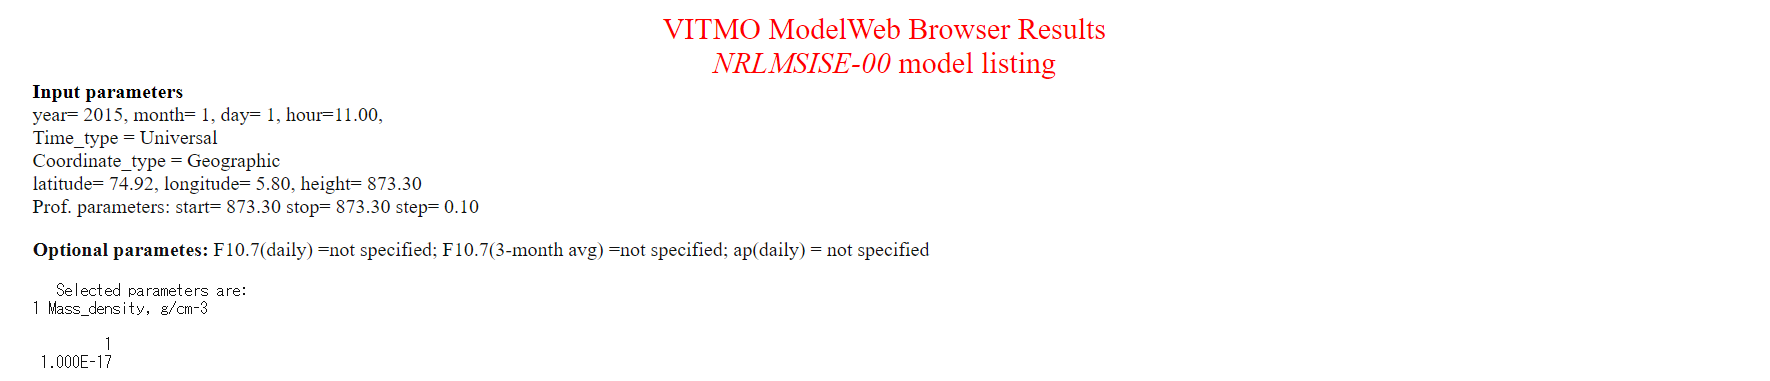 VITMO ModelWeb Browser Results
NRLMSISE-00 model listing
Input parameters
year= 2015, month= 1, day= 1, hour=11.00,
Time_type = Universal
Coordinate_type = Geographic
latitude= 74.92, longitude= 5.80, height= 873.30
Prof. parameters: start= 873.30 stop= 873.30 step= 0.10
Optional parametes: F10.7(daily) =not specified; F10.7(3-month avg) =not specified; ap(daily) = not specified
Selected parameters are:
1 Mass_density, g/cm-3
1
1.000E-17